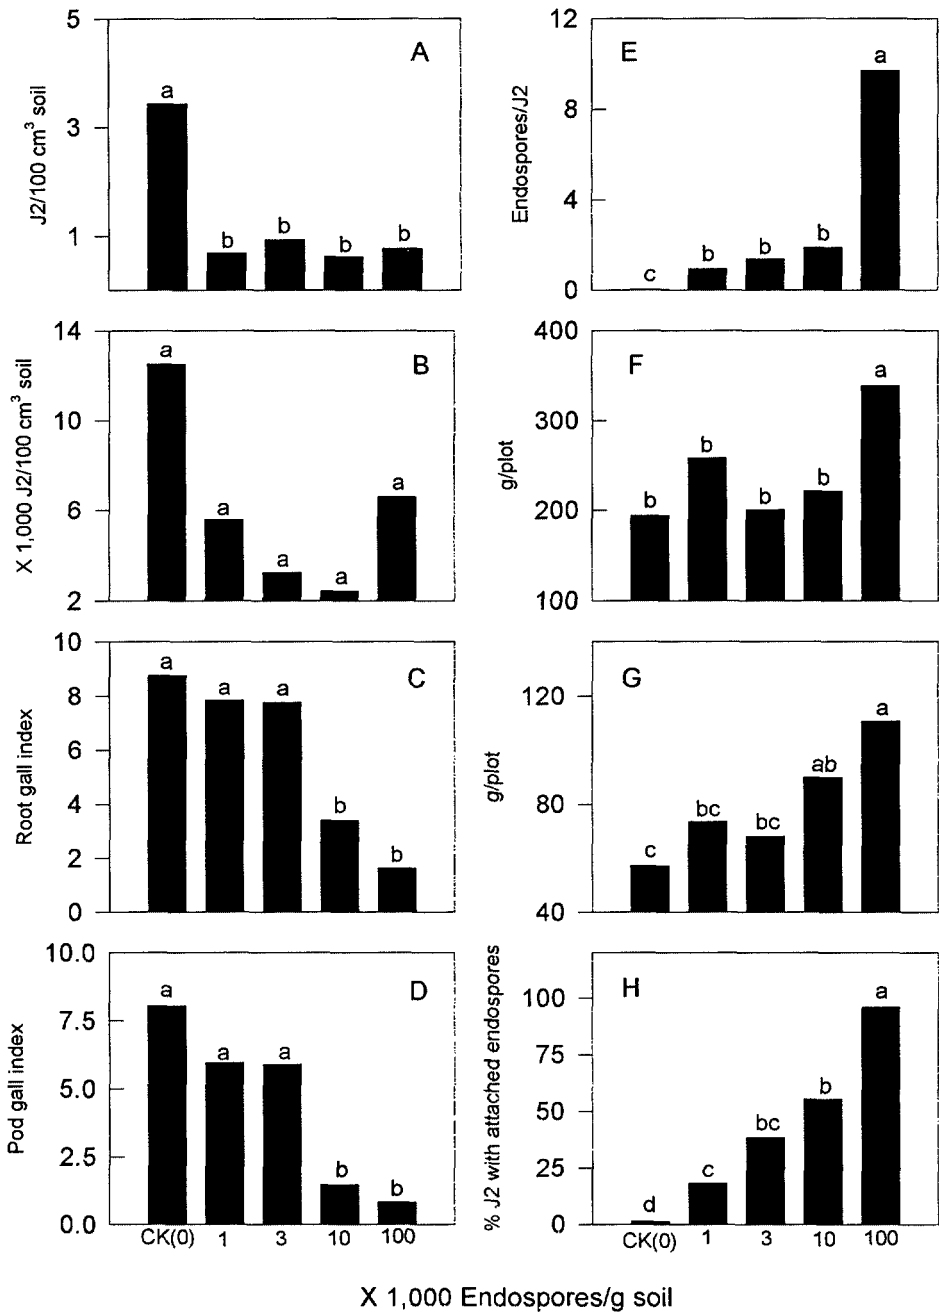 A
J2/100 cm³ soil
5
3
1
a
b
b
b
b
B
X 1,000 J2/100 cm³ soil
14
10
6
2
a
a
a
a
a
C
Root gall index
10
8
6
4
2
0
a
a
a
b
b
D
Pod gall index
10.0
7.5
5.0
2.5
0.0
a
a
a
b
b
CK(0) 1 3 10 100
E
Endospores/J2
12
8
4
0
c
b
b
b
a
F
g/plot
400
300
200
100
b
b
b
b
a
G
g/plot
120
80
40
c
bc
bc
ab
a
H
% J2 with attached endospores
100
75
50
25
0
d
c
bc
b
a
CK(0) 1 3 10 100
X 1,000 Endospores/g soil